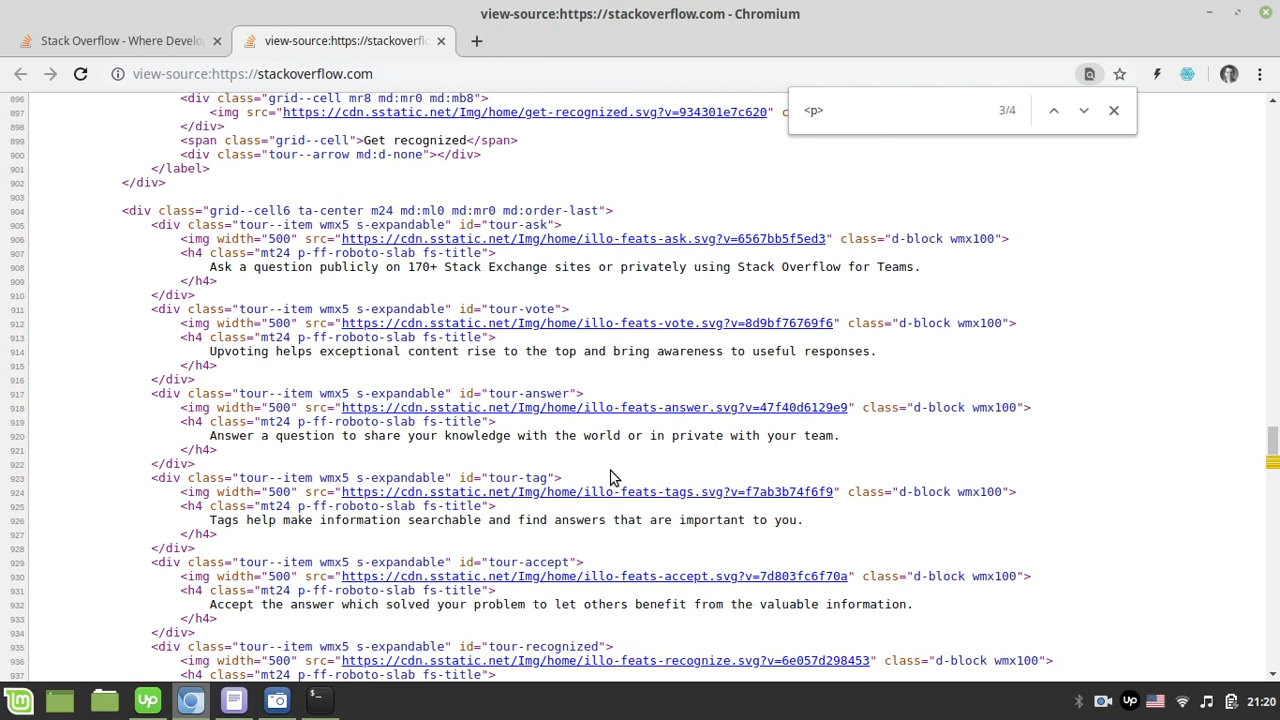 view-source:https://stackoverflow.com - Chromium
Stack Overflow - Where Develo
view-source:https://stackoverfl
view-source:https://stackoverflow.com
<p>
3/4
896 <div class="grid--cell mr8 md:mr0 md:mb8">
897 <img src="https://cdn.sstatic.net/Img/home/get-recognized.svg?v=934301e7c620" c
898 </div>
899 <span class="grid--cell">Get recognized</span>
900 <div class="tour--arrow md:d-none"></div>
901 </label>
902 </div>
903
904 <div class="grid--cell6 ta-center m24 md:ml0 md:mr0 md:order-last">
905 <div class="tour--item wmx5 s-expandable" id="tour-ask">
906 <img width="500" src="https://cdn.sstatic.net/Img/home/illo-feats-ask.svg?v=6567bb5f5ed3" class="d-block wmx100">
907 <h4 class="mt24 p-ff-roboto-slab fs-title">
908 Ask a question publicly on 170+ Stack Exchange sites or privately using Stack Overflow for Teams.
909 </h4>
910 </div>
911 <div class="tour--item wmx5 s-expandable" id="tour-vote">
912 <img width="500" src="https://cdn.sstatic.net/Img/home/illo-feats-vote.svg?v=8d9bf76769f6" class="d-block wmx100">
913 <h4 class="mt24 p-ff-roboto-slab fs-title">
914 Upvoting helps exceptional content rise to the top and bring awareness to useful responses.
915 </h4>
916 </div>
917 <div class="tour--item wmx5 s-expandable" id="tour-answer">
918 <img width="500" src="https://cdn.sstatic.net/Img/home/illo-feats-answer.svg?v=47f40d6129e9" class="d-block wmx100">
919 <h4 class="mt24 p-ff-roboto-slab fs-title">
920 Answer a question to share your knowledge with the world or in private with your team.
921 </h4>
922 </div>
923 <div class="tour--item wmx5 s-expandable" id="tour-tag">
924 <img width="500" src="https://cdn.sstatic.net/Img/home/illo-feats-tags.svg?v=f7ab3b74f6f9" class="d-block wmx100">
925 <h4 class="mt24 p-ff-roboto-slab fs-title">
926 Tags help make information searchable and find answers that are important to you.
927 </h4>
928 </div>
929 <div class="tour--item wmx5 s-expandable" id="tour-accept">
930 <img width="500" src="https://cdn.sstatic.net/Img/home/illo-feats-accept.svg?v=7d803fc6f70a" class="d-block wmx100">
931 <h4 class="mt24 p-ff-roboto-slab fs-title">
932 Accept the answer which solved your problem to let others benefit from the valuable information.
933 </h4>
934 </div>
935 <div class="tour--item wmx5 s-expandable" id="tour-recognized">
936 <img width="500" src="https://cdn.sstatic.net/Img/home/illo-feats-recognize.svg?v=6e057d298453" class="d-block wmx100">
937 <h4 class="mt24 p-ff-roboto-slab fs-title">
up
up
21:20